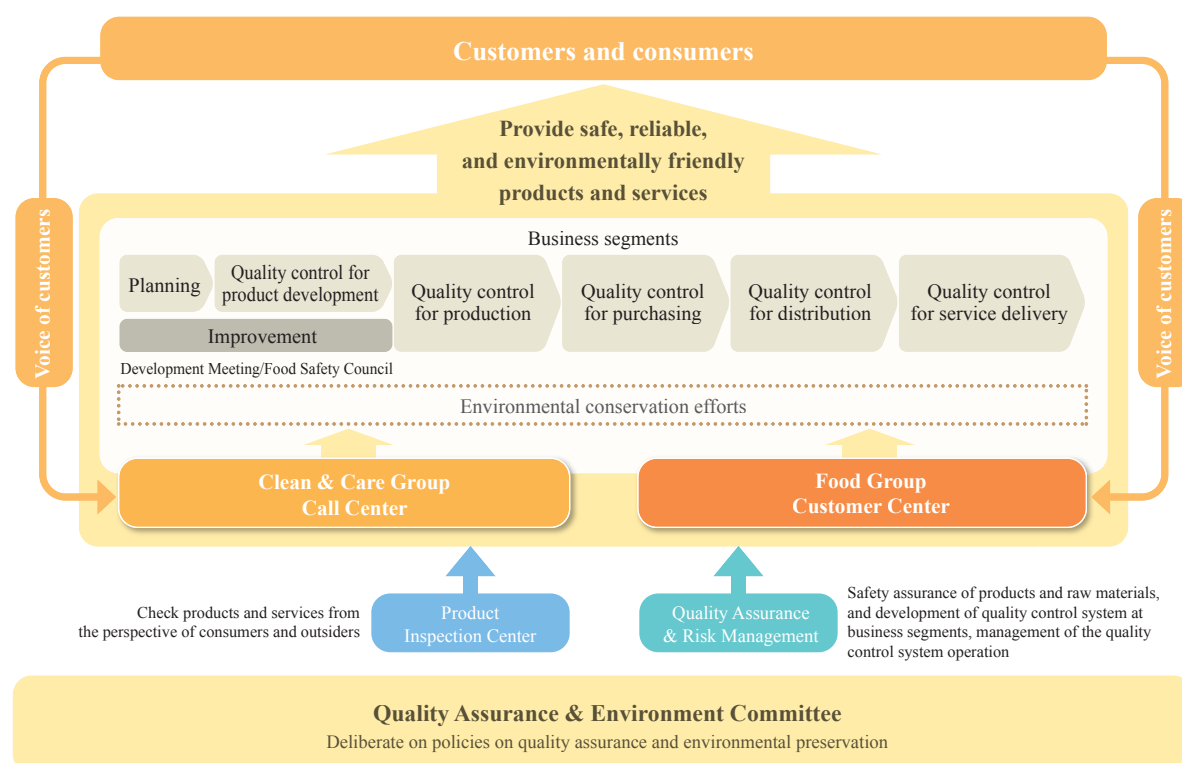 Customers and consumers
Provide safe, reliable,
and environmentally friendly
products and services
Voice of customers
Voice of customers
Business segments
Planning
Quality control for
product development
Improvement
Quality control
for production
Quality control
for purchasing
Quality control
for distribution
Quality control
for service delivery
Development Meeting/Food Safety Council
Environmental conservation efforts
Clean & Care Group
Call Center
Food Group
Customer Center
Check products and services from
the perspective of consumers and outsiders
Product
Inspection Center
Quality Assurance
& Risk Management
Safety assurance of products and raw materials,
and development of quality control system at
business segments, management of the quality
control system operation
Quality Assurance & Environment Committee
Deliberate on policies on quality assurance and environmental preservation